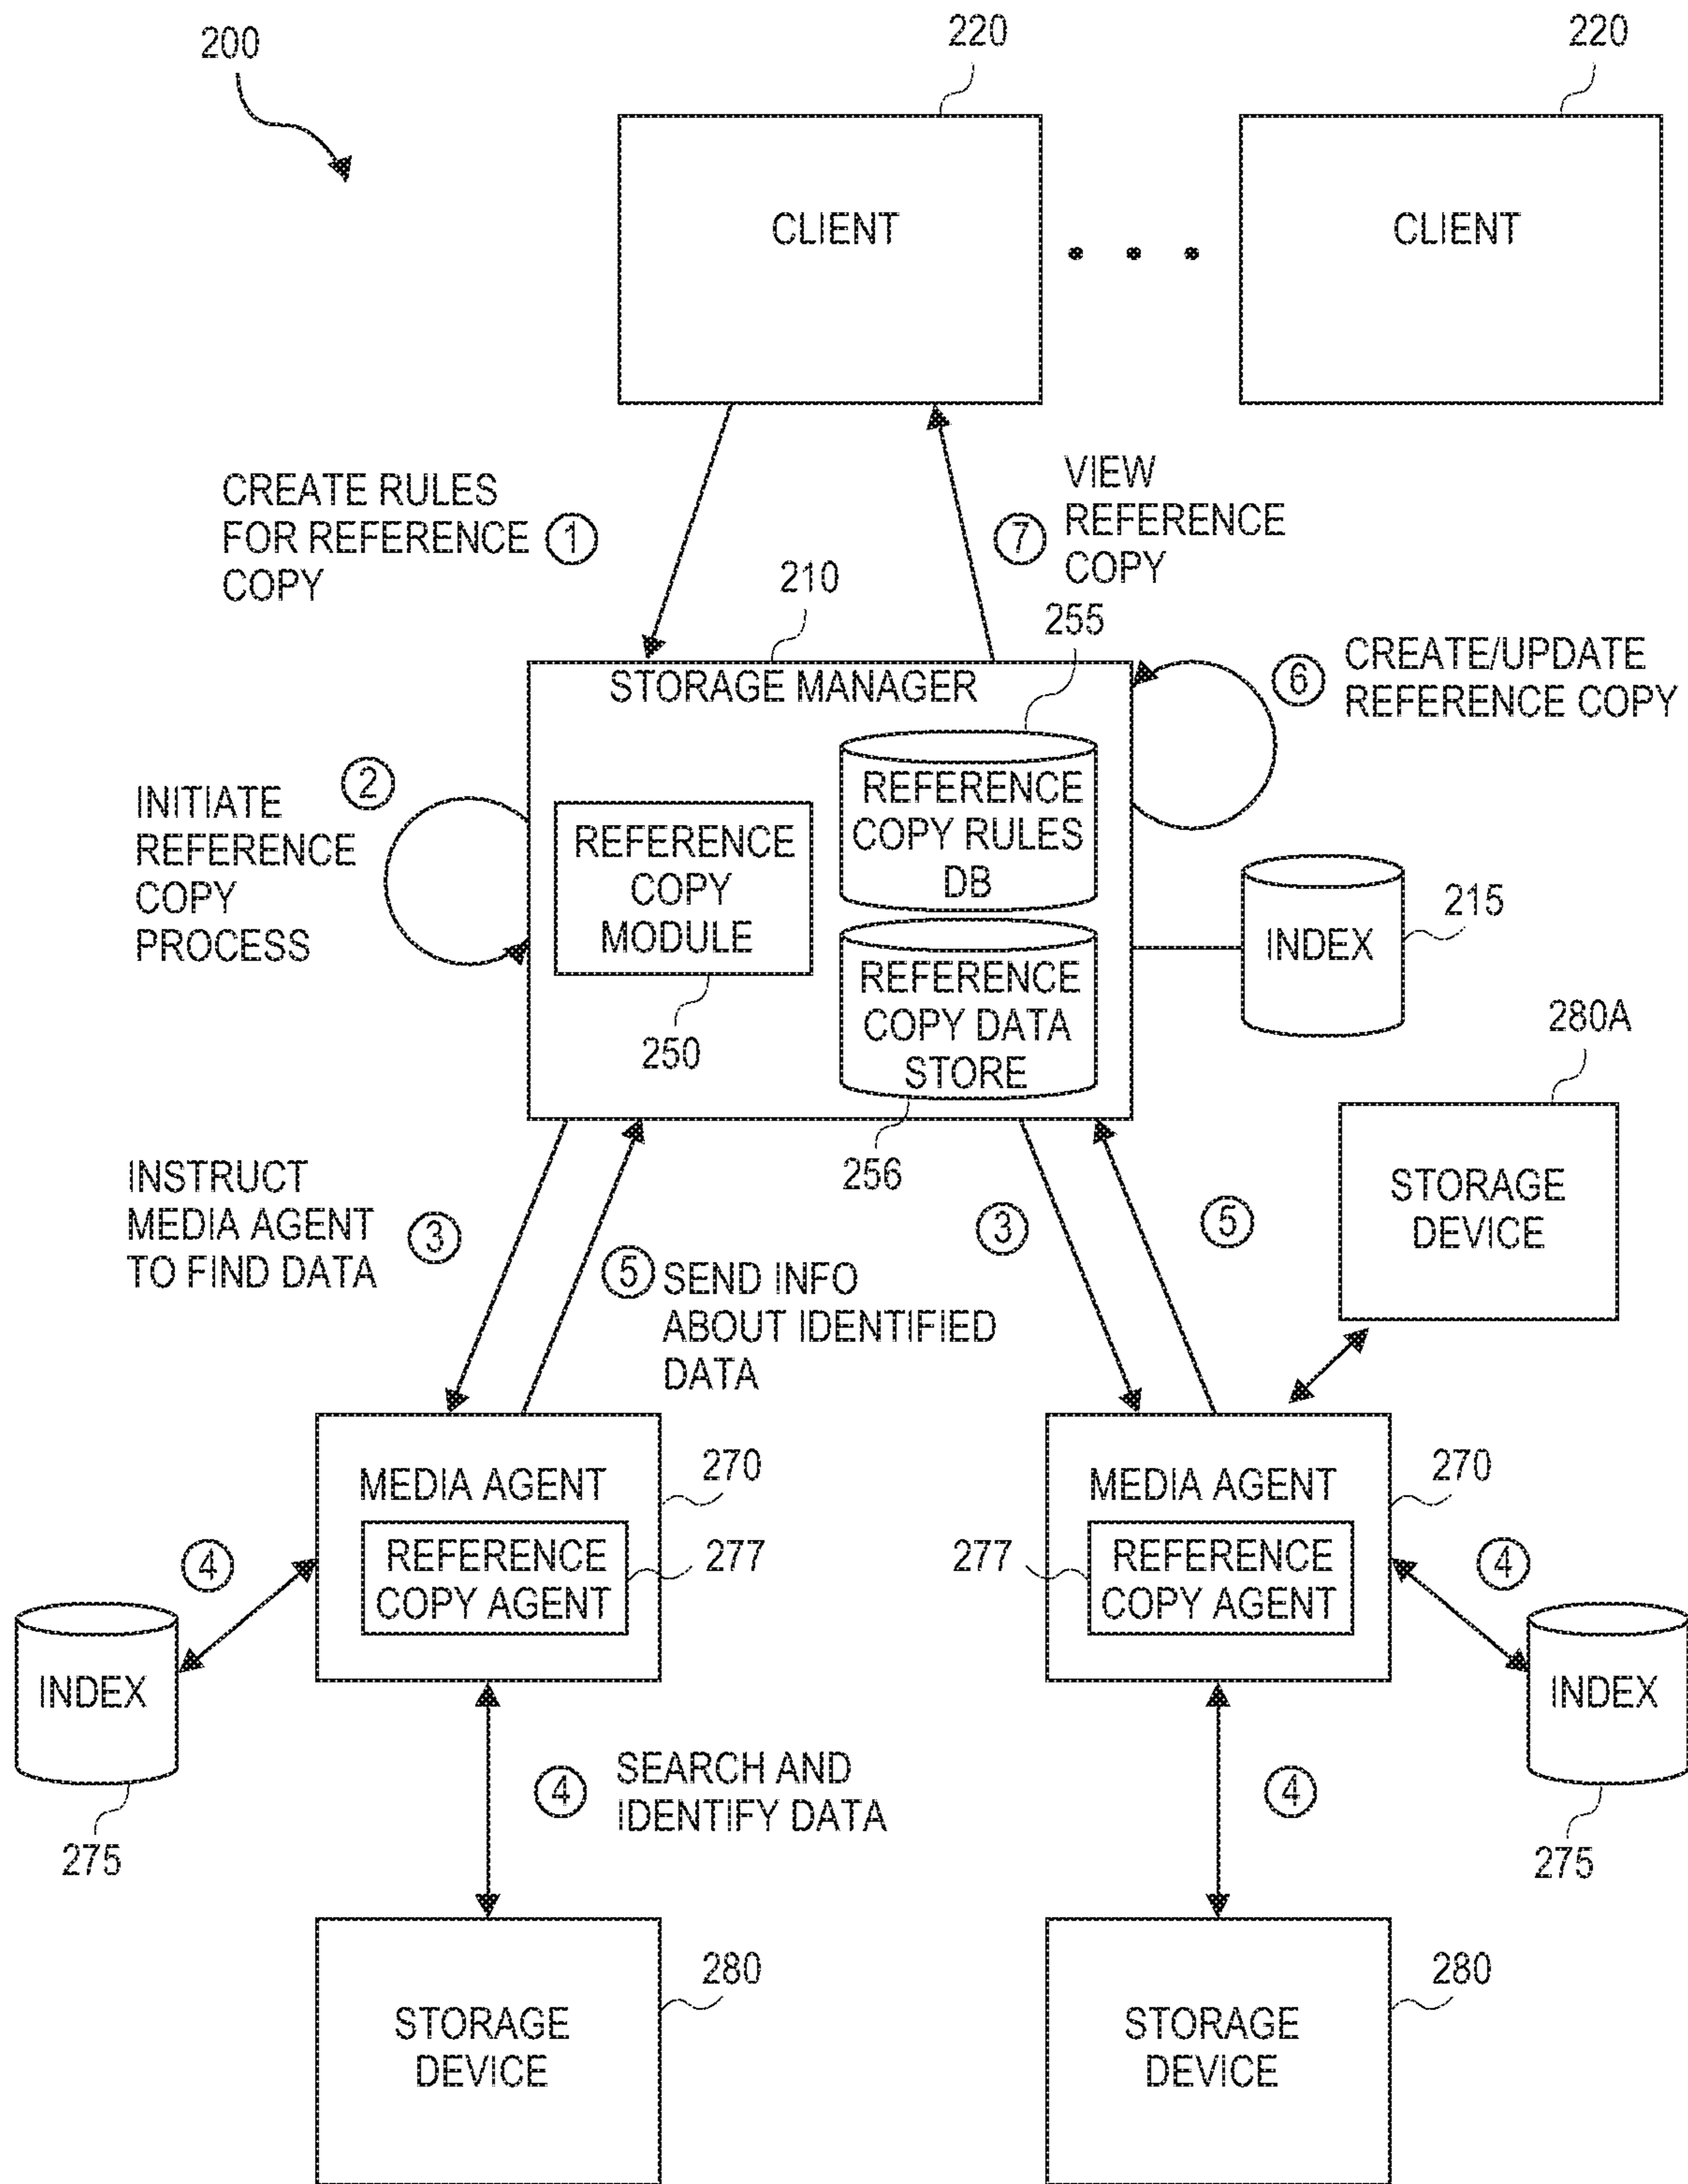 200
220
220
CLIENT
CLIENT
CREATE RULES
FOR REFERENCE
COPY
1
7
VIEW
REFERENCE
COPY
210
255
STORAGE MANAGER
6
CREATE/UPDATE
REFERENCE COPY
2
INITIATE
REFERENCE
COPY
PROCESS
REFERENCE
COPY
MODULE
250
REFERENCE
COPY RULES
DB
REFERENCE
COPY DATA
STORE
256
INDEX
215
280A
STORAGE
DEVICE
INSTRUCT
MEDIA AGENT
TO FIND DATA
3
5
SEND INFO
ABOUT IDENTIFIED
DATA
3
5
MEDIA AGENT
270
REFERENCE
COPY AGENT
277
MEDIA AGENT
270
277
REFERENCE
COPY AGENT
4
INDEX
275
4
INDEX
275
4
SEARCH AND
IDENTIFY DATA
4
280
STORAGE
DEVICE
280
STORAGE
DEVICE